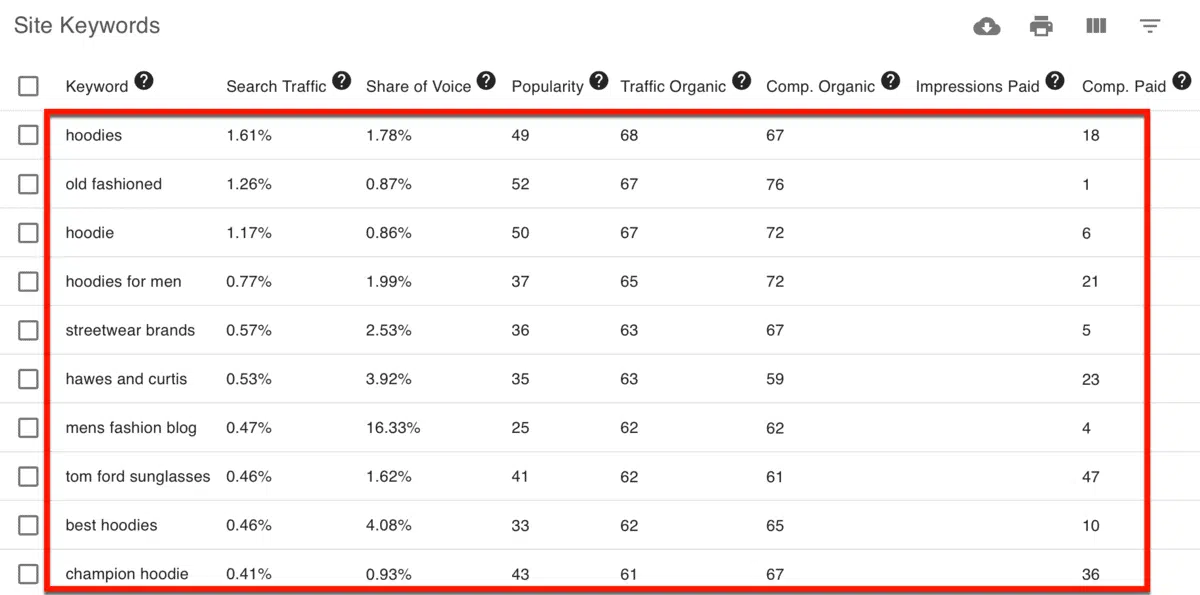 Site Keywords
Keyword ? Search Traffic ? Share of Voice ? Popularity ? Traffic Organic ? Comp. Organic ? Impressions Paid ? Comp. Paid ?
hoodies 1.61% 1.78% 49 68 67 18
old fashioned 1.26% 0.87% 52 67 76 1
hoodie 1.17% 0.86% 50 67 72 6
hoodies for men 0.77% 1.99% 37 65 72 21
streetwear brands 0.57% 2.53% 36 63 67 5
hawes and curtis 0.53% 3.92% 35 63 59 23
mens fashion blog 0.47% 16.33% 25 62 62 4
tom ford sunglasses 0.46% 1.62% 41 62 61 47
best hoodies 0.46% 4.08% 33 62 65 10
champion hoodie 0.41% 0.93% 43 61 67 36